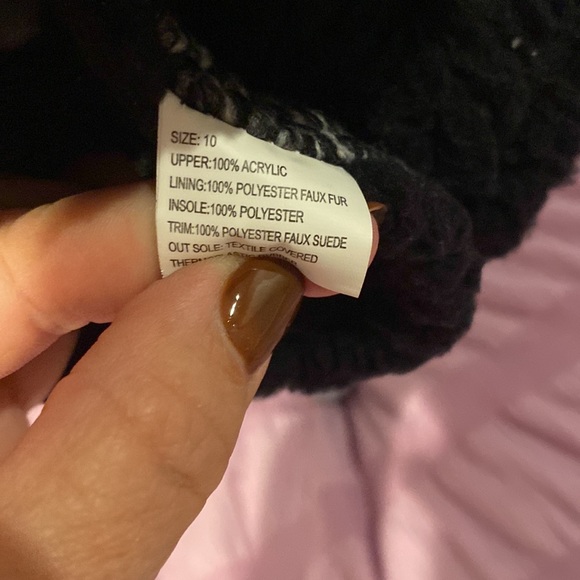 SIZE: 10
UPPER:100% ACRYLIC
LINING:100% POLYESTER FAUX FUR
INSOLE:100% POLYESTER
TRIM:100% POLYESTER FAUX SUEDE
OUT SOLE: TEXTILE COVERED